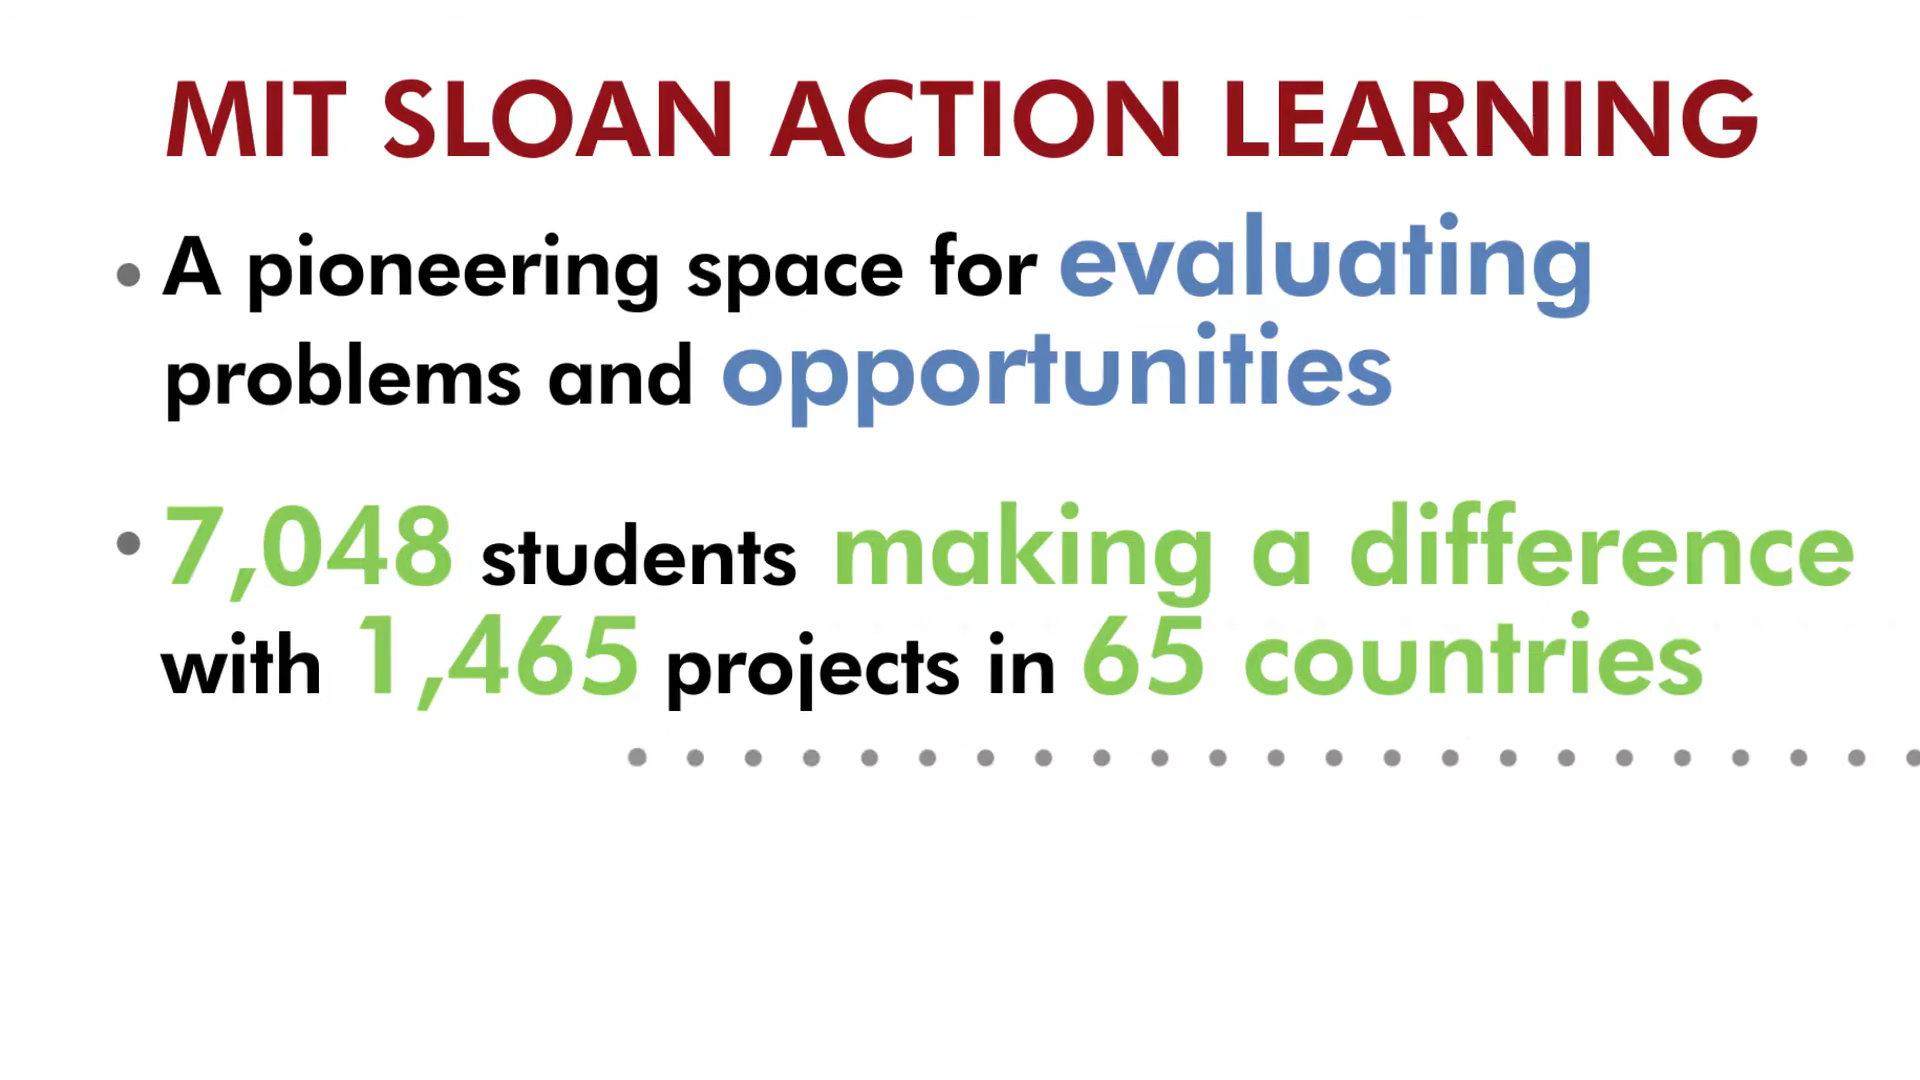 MIT SLOAN ACTION LEARNING
• A pioneering space for evaluating
problems and opportunities
• 7,048 students making a difference
with 1,465 projects in 65 countries